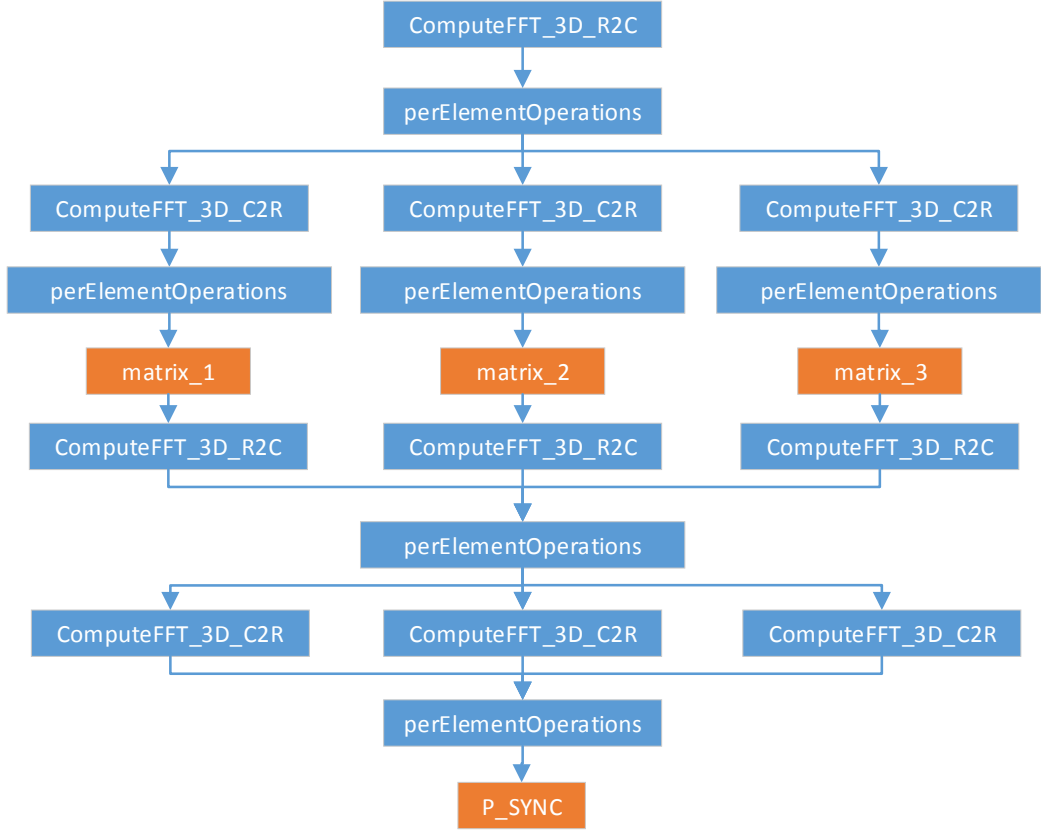 ComputeFFT_3D_R2C
perElementOperations
ComputeFFT_3D_C2R
ComputeFFT_3D_C2R
ComputeFFT_3D_C2R
perElementOperations
perElementOperations
perElementOperations
matrix_1
matrix_2
matrix_3
ComputeFFT_3D_R2C
ComputeFFT_3D_R2C
ComputeFFT_3D_R2C
perElementOperations
ComputeFFT_3D_C2R
ComputeFFT_3D_C2R
ComputeFFT_3D_C2R
perElementOperations
P_SYNC